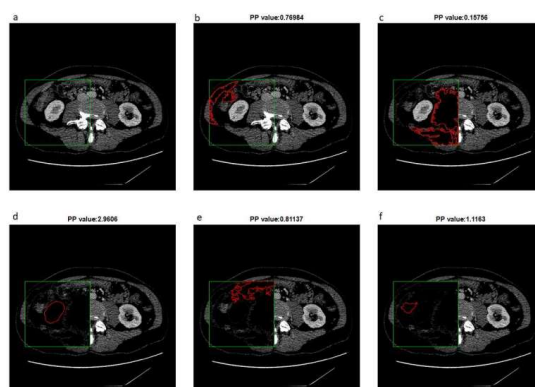 a
b
PP value:0.76984
c
PP value:0.15756
d
PP value:2.9606
e
PP value:0.81137
f
PP value:1.1163